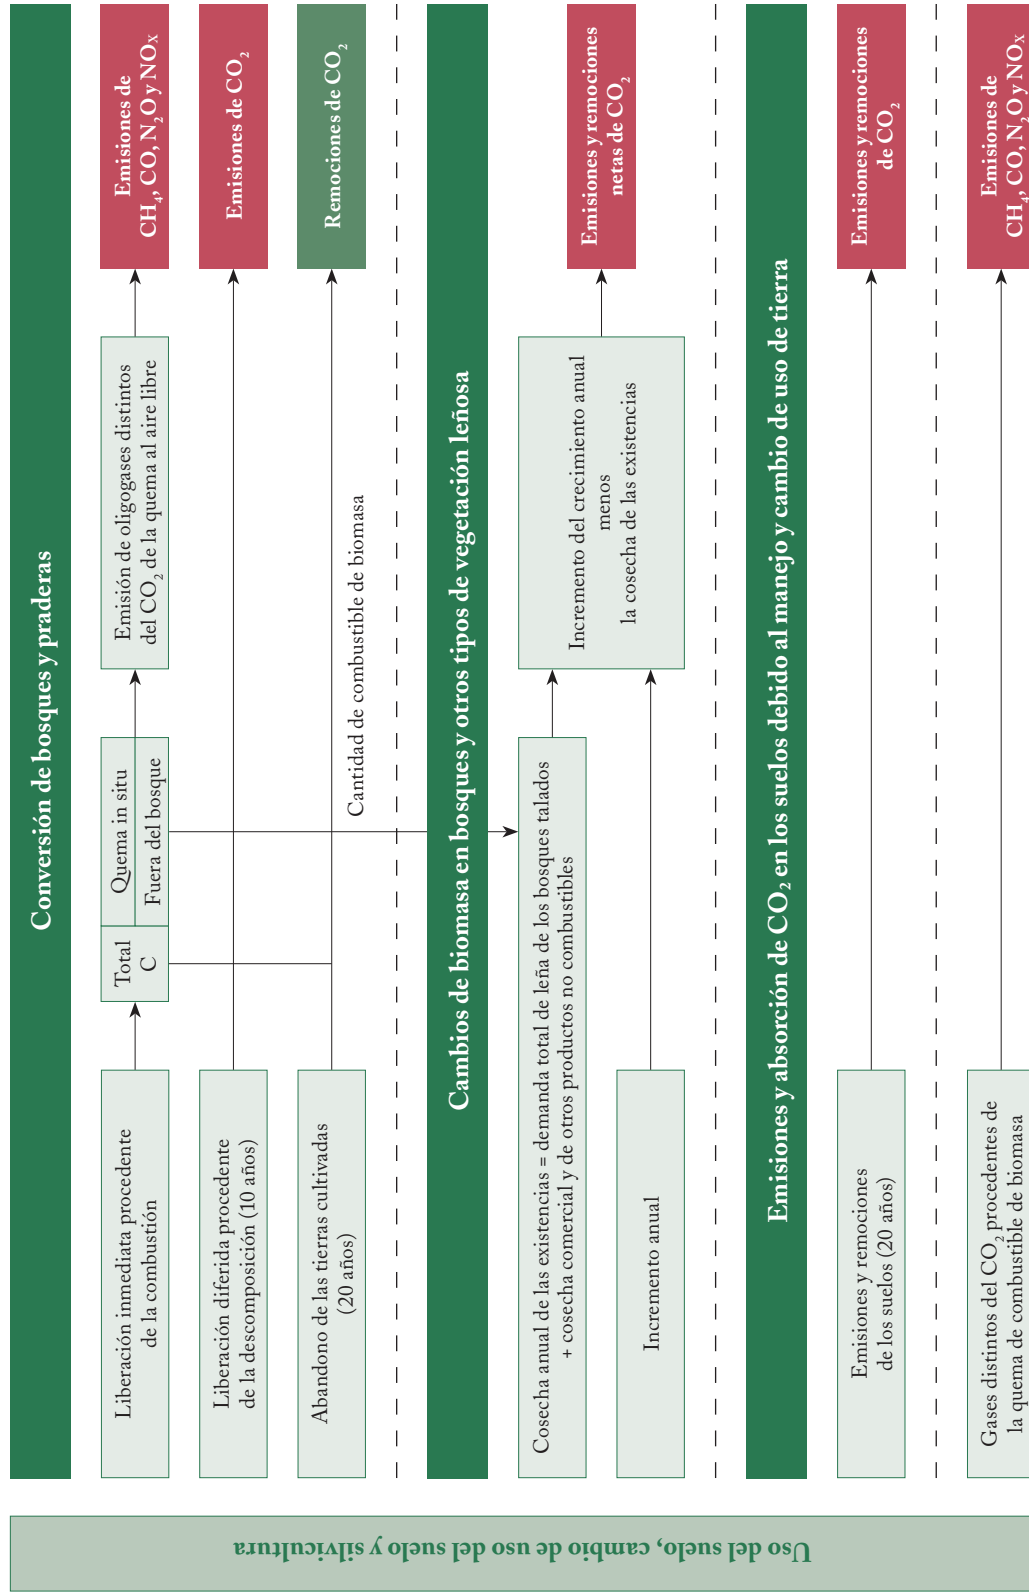 Uso del suelo, cambio de uso del suelo y silvicultura
Conversión de bosques y praderas
Liberación inmediata procedente
de la combustión
Total
C
Quema in situ
Fuera del bosque
Emisión de oligogases distintos
del CO₂ de la quema al aire libre
Emisiones de
CH₄, CO, N₂O y NOx
Liberación diferida procedente
de la descomposición (10 años)
Emisiones de CO₂
Abandono de las tierras cultivadas
(20 años)
Remociones de CO₂
Cantidad de combustible de biomasa
Cambios de biomasa en bosques y otros tipos de vegetación leñosa
Cosecha anual de las existencias = demanda total de leña de los bosques talados
+ cosecha comercial y de otros productos no combustibles
Incremento anual
Incremento del crecimiento anual
menos
la cosecha de las existencias
Emisiones y remociones
netas de CO₂
Emisiones y absorción de CO₂ en los suelos debido al manejo y cambio de uso de tierra
Emisiones y remociones
de los suelos (20 años)
Emisiones y remociones
de CO₂
Gases distintos del CO₂ procedentes de
la quema de combustible de biomasa
Emisiones de
CH₄, CO, N₂O y NOx